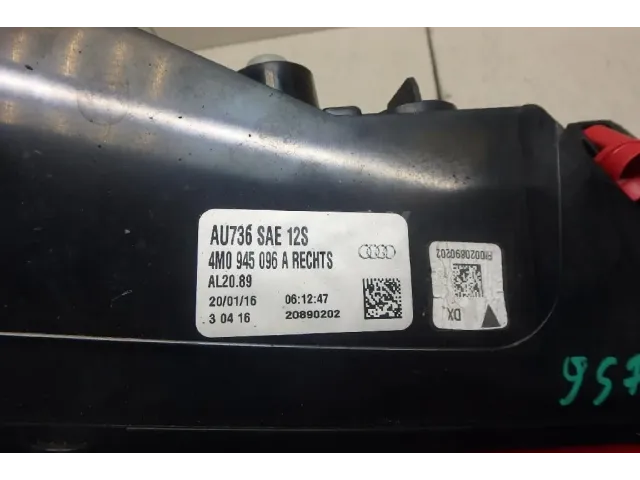 AU736 SAE 12S
4M0 945 096 A RECHTS
AL20.89
20/01/16 06:12:47
3 04 16 20890202
DX
957